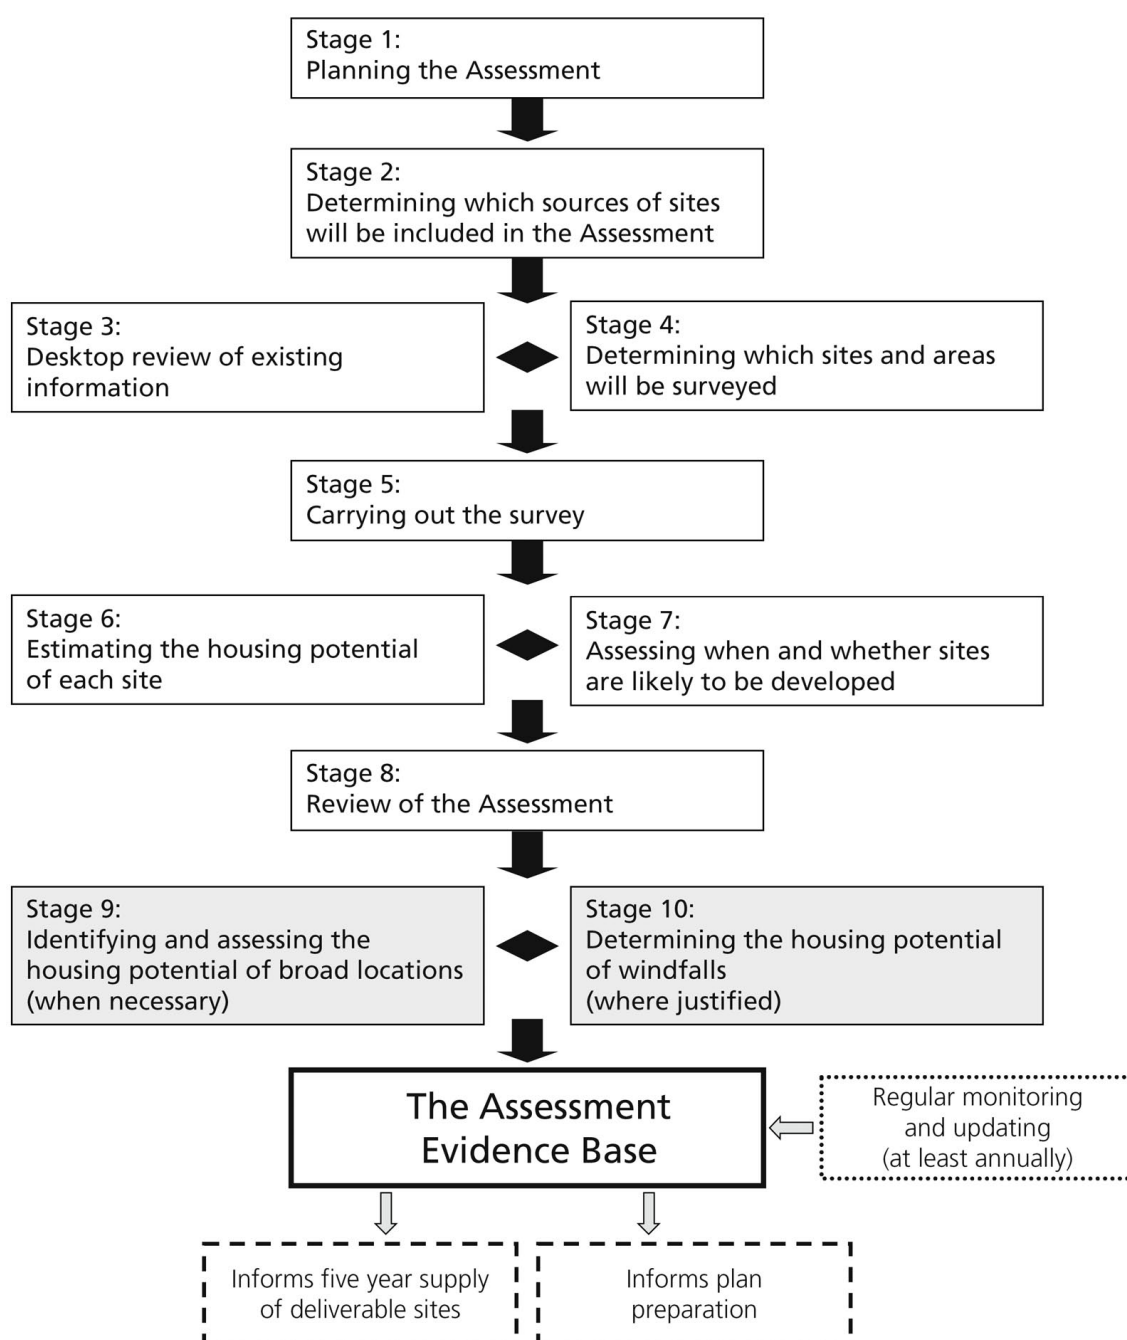 Stage 1:
Planning the Assessment
Stage 2:
Determining which sources of sites
will be included in the Assessment
Stage 3:
Desktop review of existing
information
Stage 4:
Determining which sites and areas
will be surveyed
Stage 5:
Carrying out the survey
Stage 6:
Estimating the housing potential
of each site
Stage 7:
Assessing when and whether sites
are likely to be developed
Stage 8:
Review of the Assessment
Stage 9:
Identifying and assessing the
housing potential of broad locations
(when necessary)
Stage 10:
Determining the housing potential
of windfalls
(where justified)
The Assessment
Evidence Base
Regular monitoring
and updating
(at least annually)
Informs five year supply
of deliverable sites
Informs plan
preparation